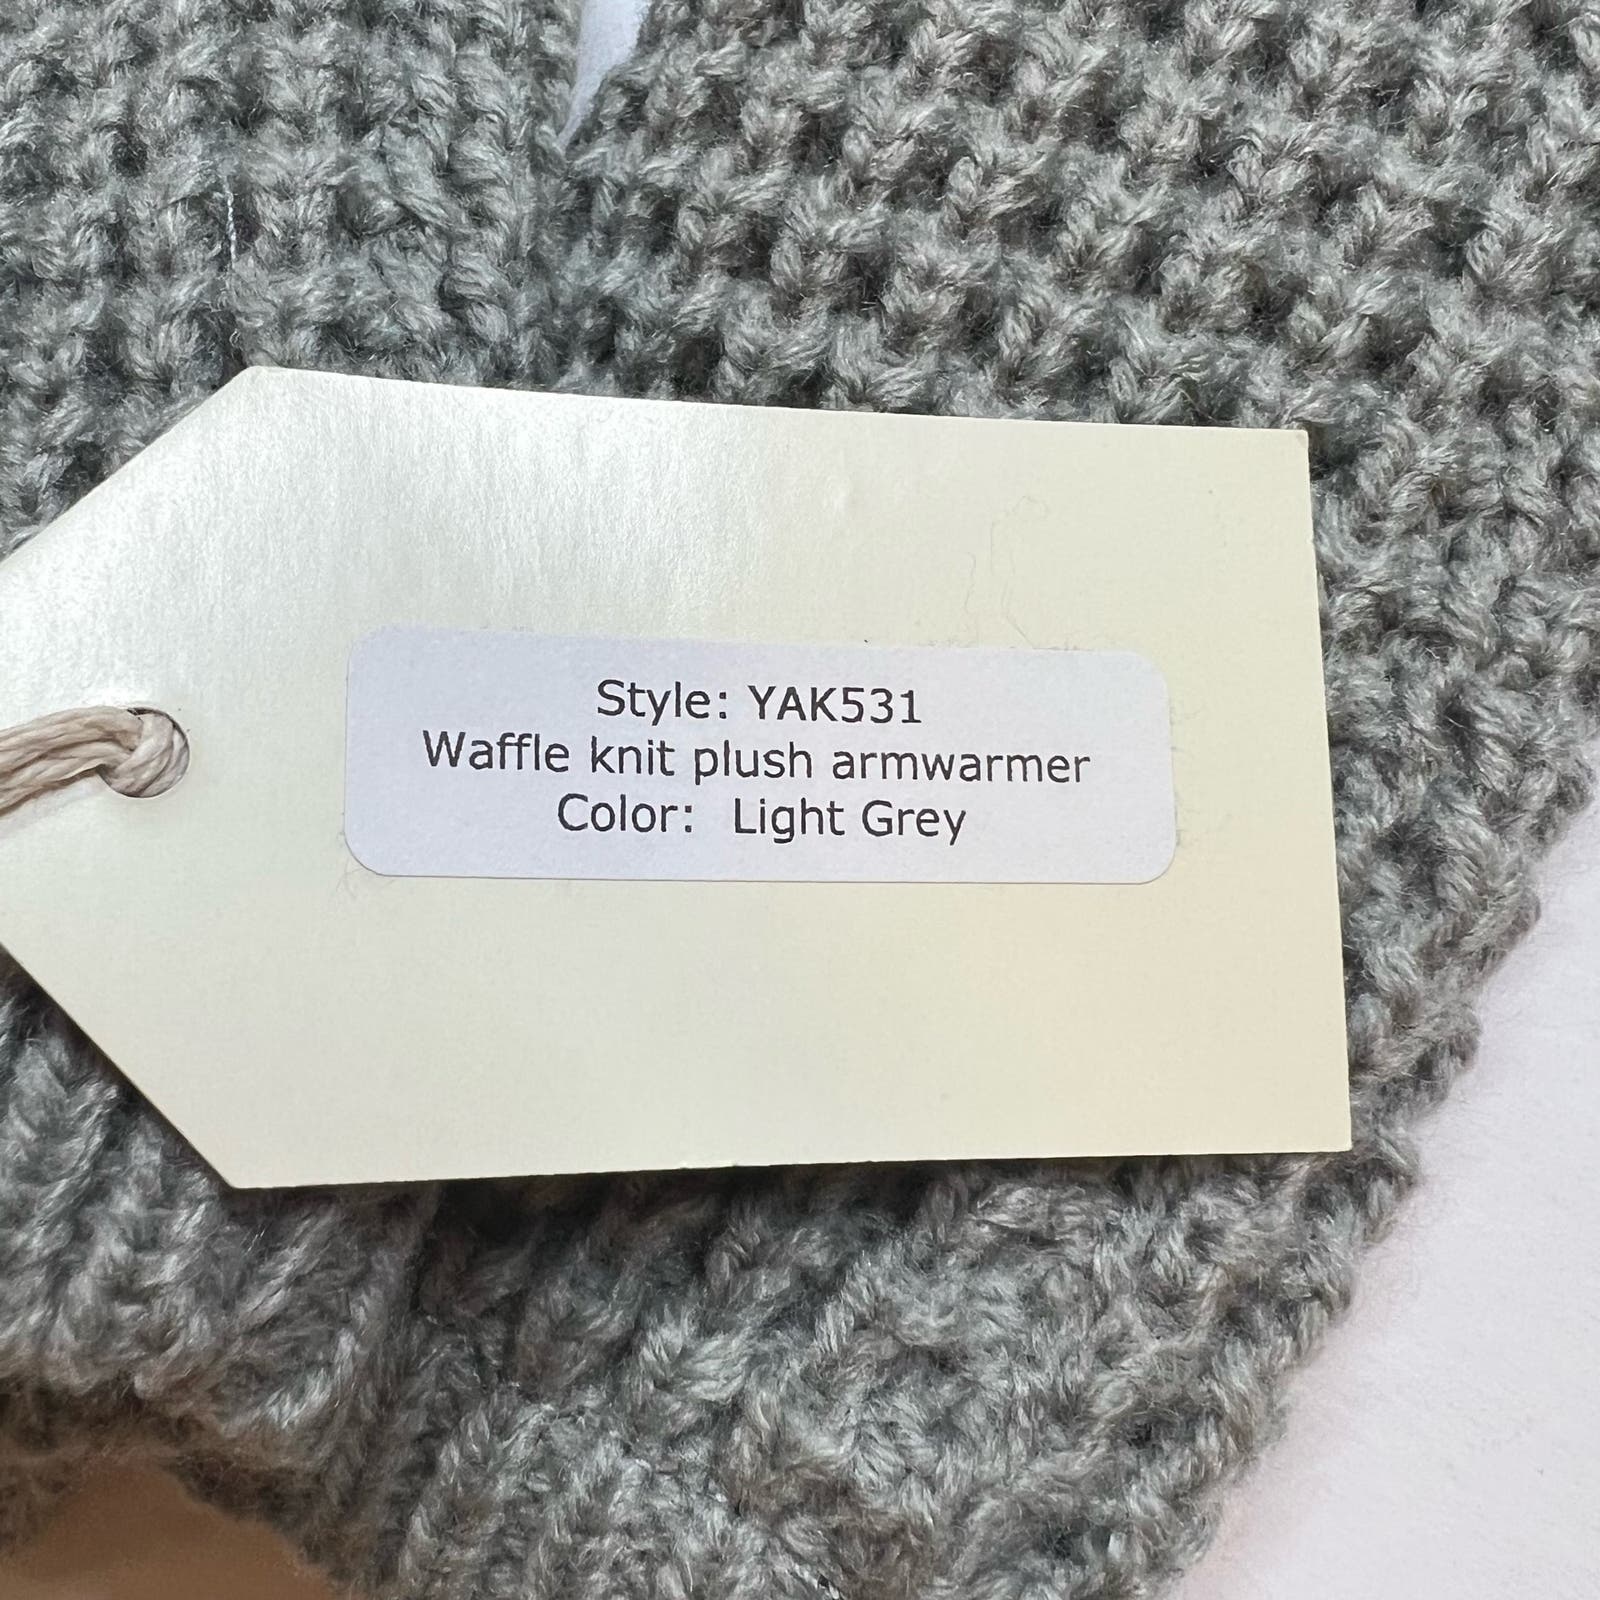 Style: YAK531
Waffle knit plush armwarmer
Color: Light Grey